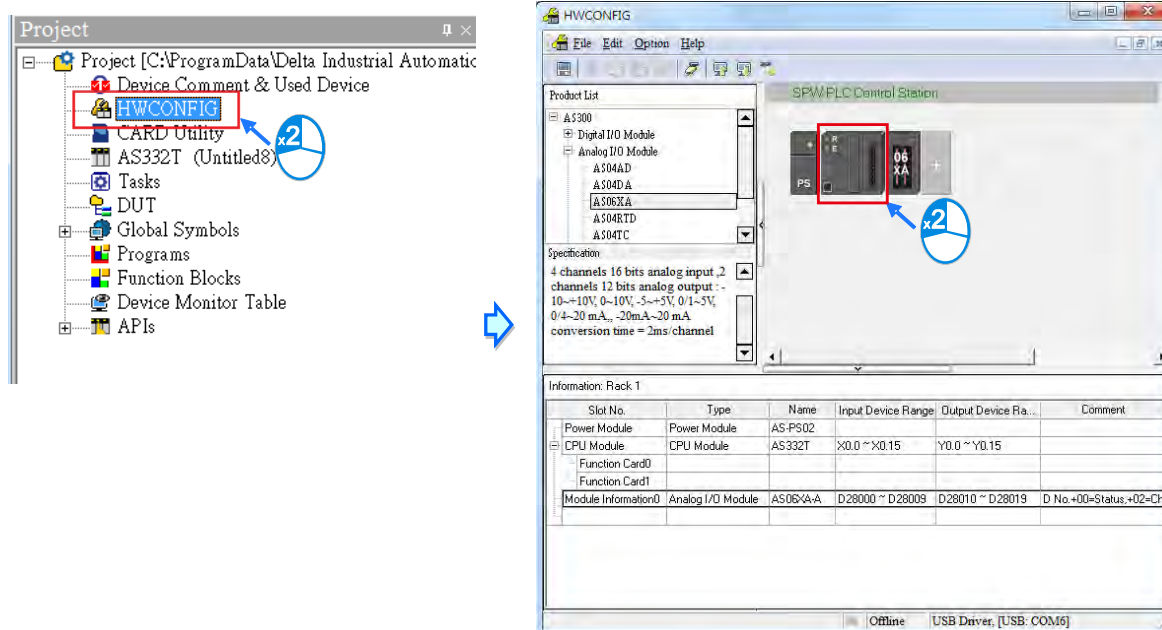 Project
Project [C:\ProgramData\Delta Industrial Automatic
Device Comment & Used Device
HWCONFIG
CARD Utility
AS332T (Untitled8)
Tasks
DUT
Global Symbols
Programs
Function Blocks
Device Monitor Table
APIs
x2
HWCONFIG
File Edit Option Help
Product List
AS300
Digital I/O Module
Analog I/O Module
AS04AD
AS04DA
AS06XA
AS04RTD
AS04TC
Specification
4 channels 16 bits analog input ,2
channels 12 bits analog output : -
10~+10V, 0~10V, -5~+5V, 0/1~5V,
0/4~20 mA,, -20mA~20 mA
conversion time = 2ms/channel
SPW/PLC Control Station
PS
R
E
06
XA
+
x2
Information: Rack 1
Slot No. Type Name Input Device Range Output Device Ra... Comment
Power Module Power Module AS-PS02
CPU Module CPU Module AS332T X0.0 ~ X0.15 Y0.0 ~ Y0.15
Function Card0
Function Card1
Module Information0 Analog I/O Module AS06XA-A D28000 ~ D28009 D28010 ~ D28019 D No.+00=Status,+02=Ch
Offline USB Driver, [USB: COM6]